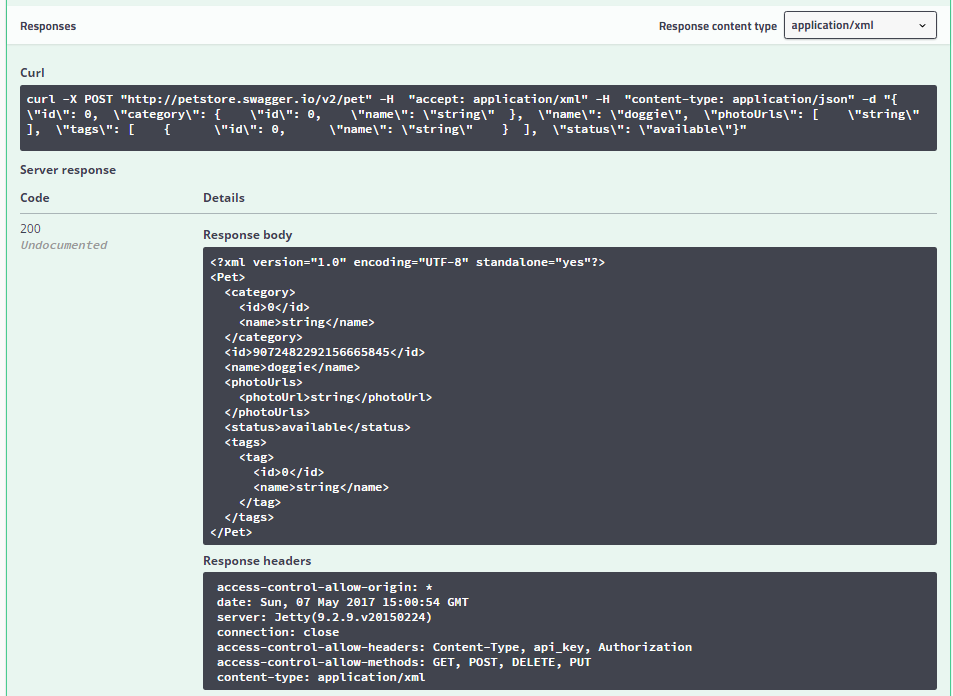 Responses
Response content type application/xml
Curl
curl -X POST "http://petstore.swagger.io/v2/pet" -H  "accept: application/xml" -H  "content-type: application/json" -d "{
\"id\": 0,  \"category\": {    \"id\": 0,    \"name\": \"string\"  },  \"name\": \"doggie\",  \"photoUrls\": [    \"string\"
],  \"tags\": [    {      \"id\": 0,      \"name\": \"string\"    }  ],  \"status\": \"available\"}"
Server response
Code Details
200
Undocumented
Response body
<?xml version="1.0" encoding="UTF-8" standalone="yes"?>
<Pet>
  <category>
    <id>0</id>
    <name>string</name>
  </category>
  <id>9072482292156665845</id>
  <name>doggie</name>
  <photoUrls>
    <photoUrl>string</photoUrl>
  </photoUrls>
  <status>available</status>
  <tags>
    <tag>
      <id>0</id>
      <name>string</name>
    </tag>
  </tags>
</Pet>
Response headers
access-control-allow-origin: *
date: Sun, 07 May 2017 15:00:54 GMT
server: Jetty(9.2.9.v20150224)
connection: close
access-control-allow-headers: Content-Type, api_key, Authorization
access-control-allow-methods: GET, POST, DELETE, PUT
content-type: application/xml